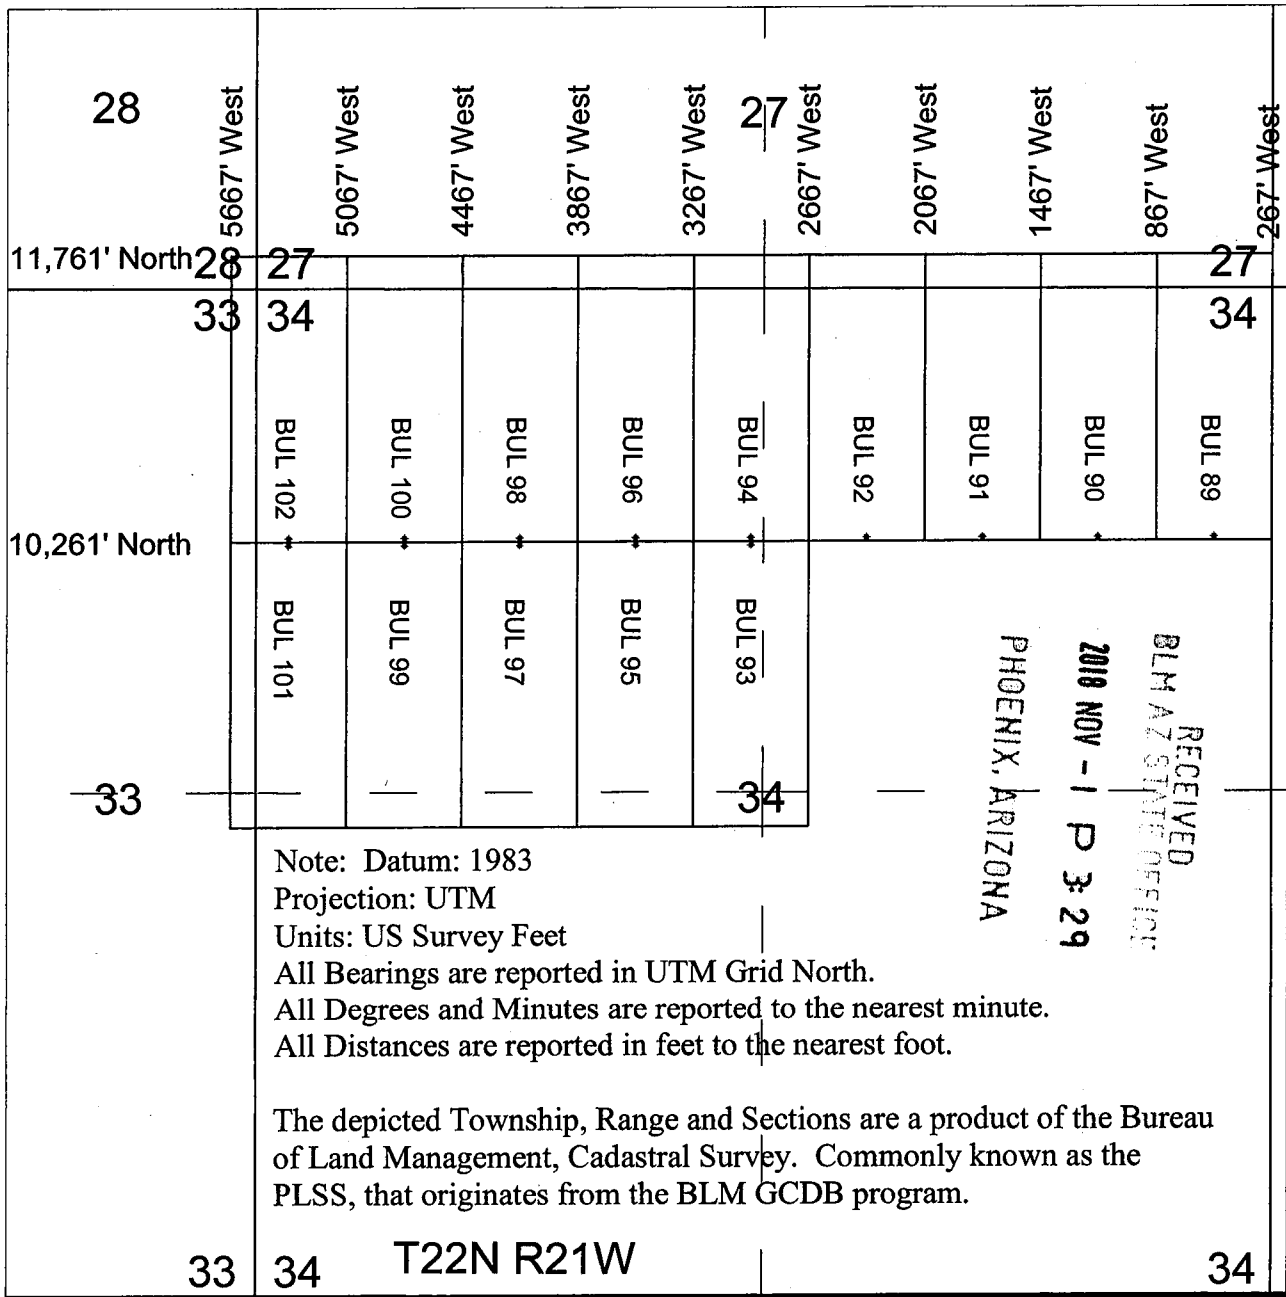 28
27
5667' West
5067' West
4467' West
3867' West
3267' West
2667' West
2067' West
1467' West
867' West
267' West
11,761' North
28 27
27
33 34
34
BUL 102
BUL 100
BUL 98
BUL 96
BUL 94
BUL 92
BUL 91
BUL 90
BUL 89
10,261' North
BUL 101
BUL 99
BUL 97
BUL 95
BUL 93
RECEIVED
BLM AZ STATE OFFICE
2018 NOV - 1 P 3: 29
PHOENIX, ARIZONA
33
34
Note: Datum: 1983
Projection: UTM
Units: US Survey Feet
All Bearings are reported in UTM Grid North.
All Degrees and Minutes are reported to the nearest minute.
All Distances are reported in feet to the nearest foot.
The depicted Township, Range and Sections are a product of the Bureau
of Land Management, Cadastral Survey. Commonly known as the
PLSS, that originates from the BLM GCDB program.
33 34
T22N R21W
34